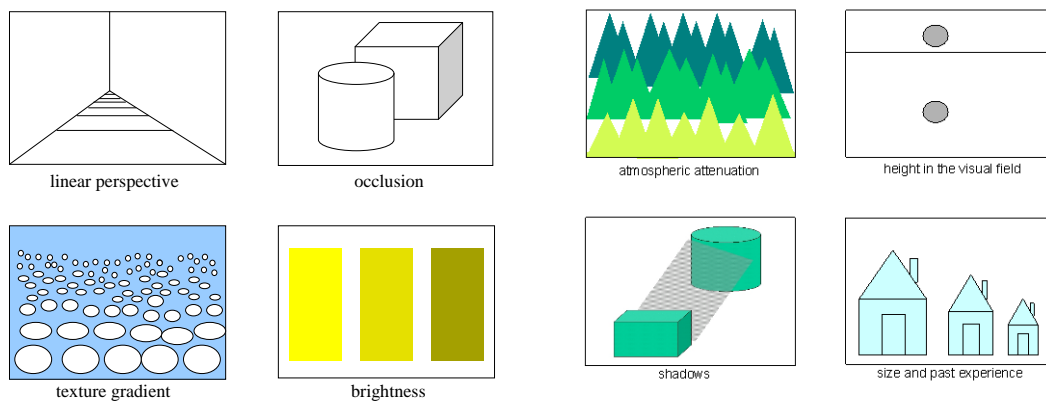 linear perspective
occlusion
atmospheric attenuation
height in the visual field
texture gradient
brightness
shadows
size and past experience